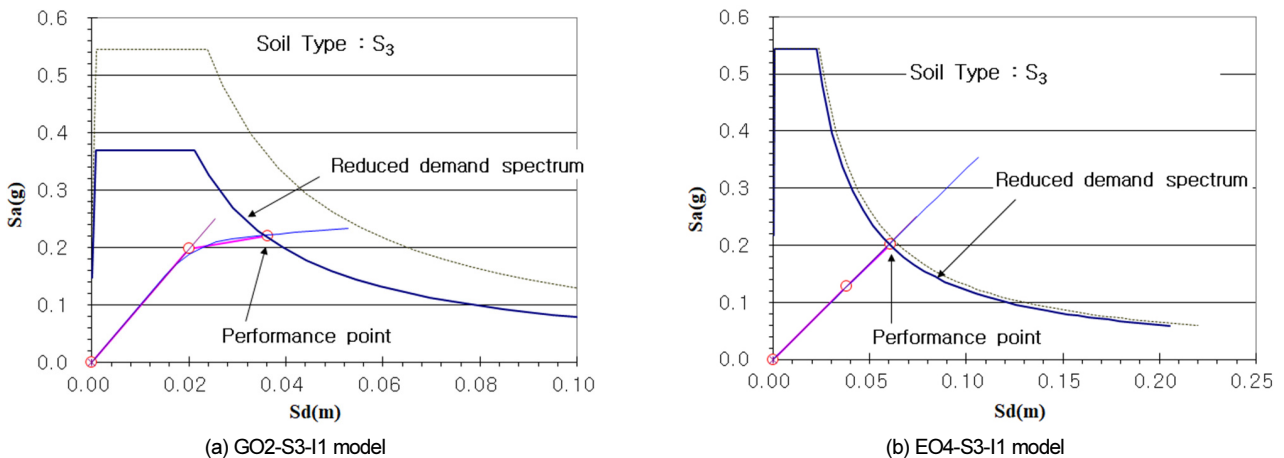 0.6
0.5
0.4
0.3
0.2
0.1
0.0
Sa(g)
Soil Type : S3
Reduced demand spectrum
Performance point
0.00 0.02 0.04 0.06 0.08 0.10
Sd(m)
(a) GO2-S3-I1 model
0.6
0.5
0.4
0.3
0.2
0.1
0.0
Sa(g)
Soil Type : S3
Reduced demand spectrum
Performance point
0.00 0.05 0.10 0.15 0.20 0.25
Sd(m)
(b) EO4-S3-I1 model